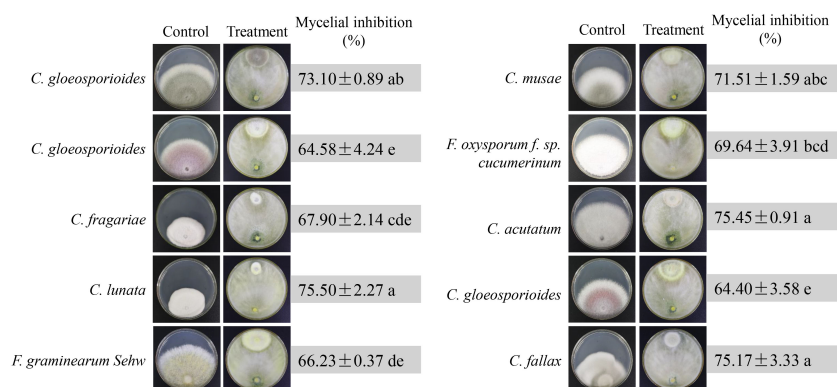 Control Treatment Mycelial inhibition
(%)
C. gloeosporioides 73.10±0.89 ab
C. gloeosporioides 64.58±4.24 e
C. fragariae 67.90±2.14 cde
C. lunata 75.50±2.27 a
F. graminearum Sehw 66.23±0.37 de
Control Treatment Mycelial inhibition
(%)
C. musae 71.51±1.59 abc
F. oxysporum f. sp.
cucumerinum 69.64±3.91 bcd
C. acutatum 75.45±0.91 a
C. gloeosporioides 64.40±3.58 e
C. fallax 75.17±3.33 a